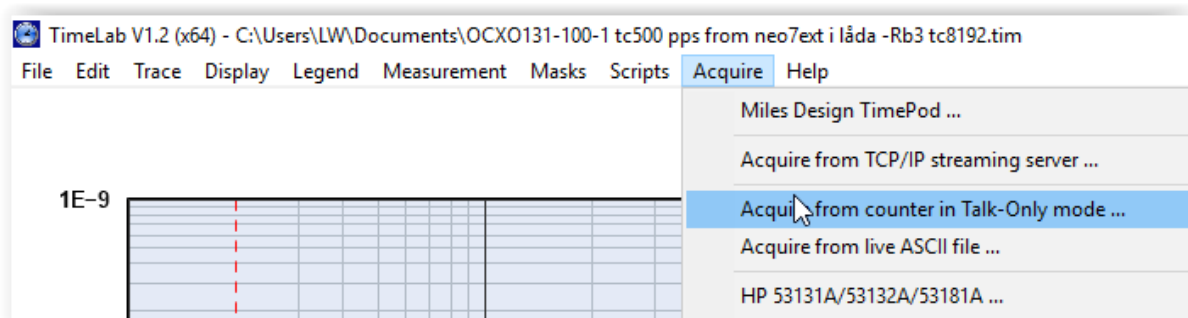 TimeLab V1.2 (x64) - C:\Users\LW\Documents\OCXO131-100-1 tc500 pps from neo7ext i låda -Rb3 tc8192.tim
File Edit Trace Display Legend Measurement Masks Scripts Acquire Help
Miles Design TimePod ...
Acquire from TCP/IP streaming server ...
1E-9
Acquire from counter in Talk-Only mode ...
Acquire from live ASCII file ...
HP 53131A/53132A/53181A ...